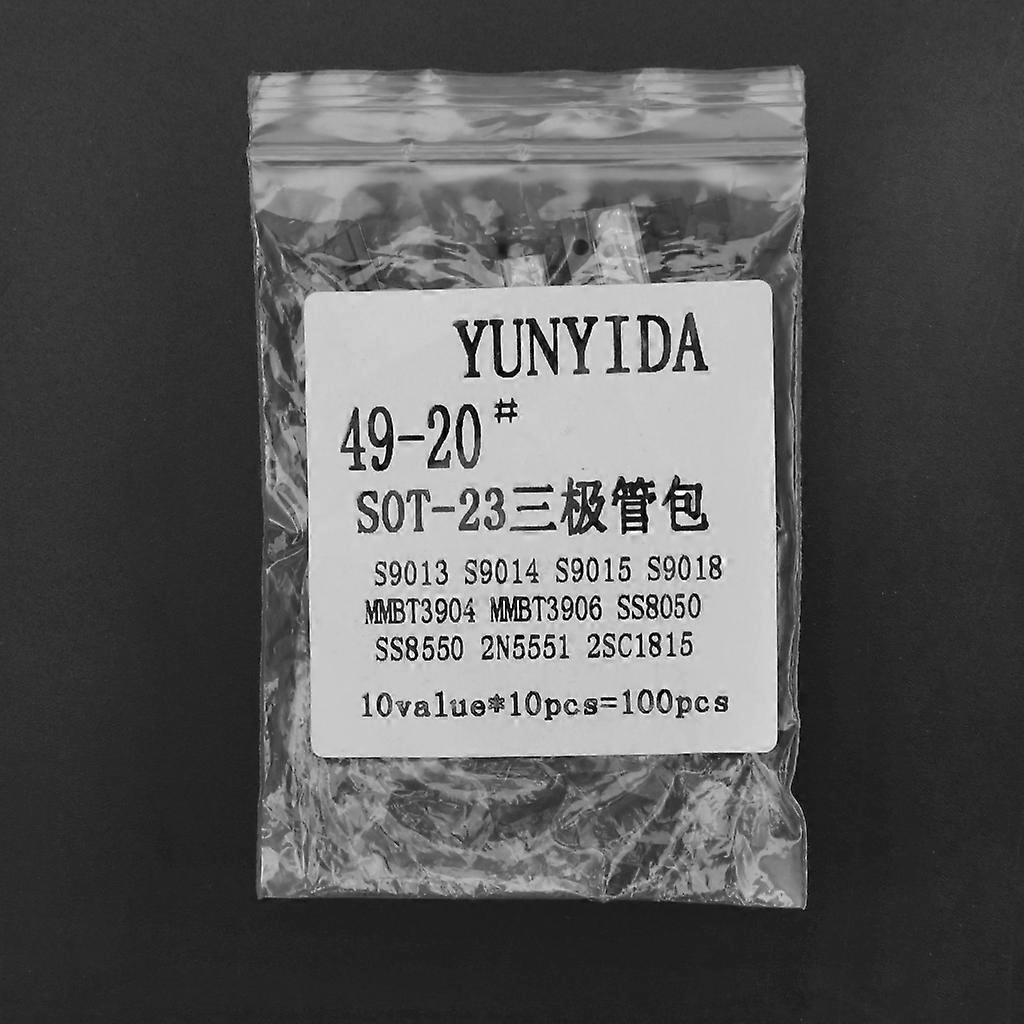 YUNYIDA
49-20#
SOT-23三极管包
S9013 S9014 S9015 S9018
MMBT3904 MMBT3906 SS8050
SS8550 2N5551 2SC1815
10value*10pcs=100pcs